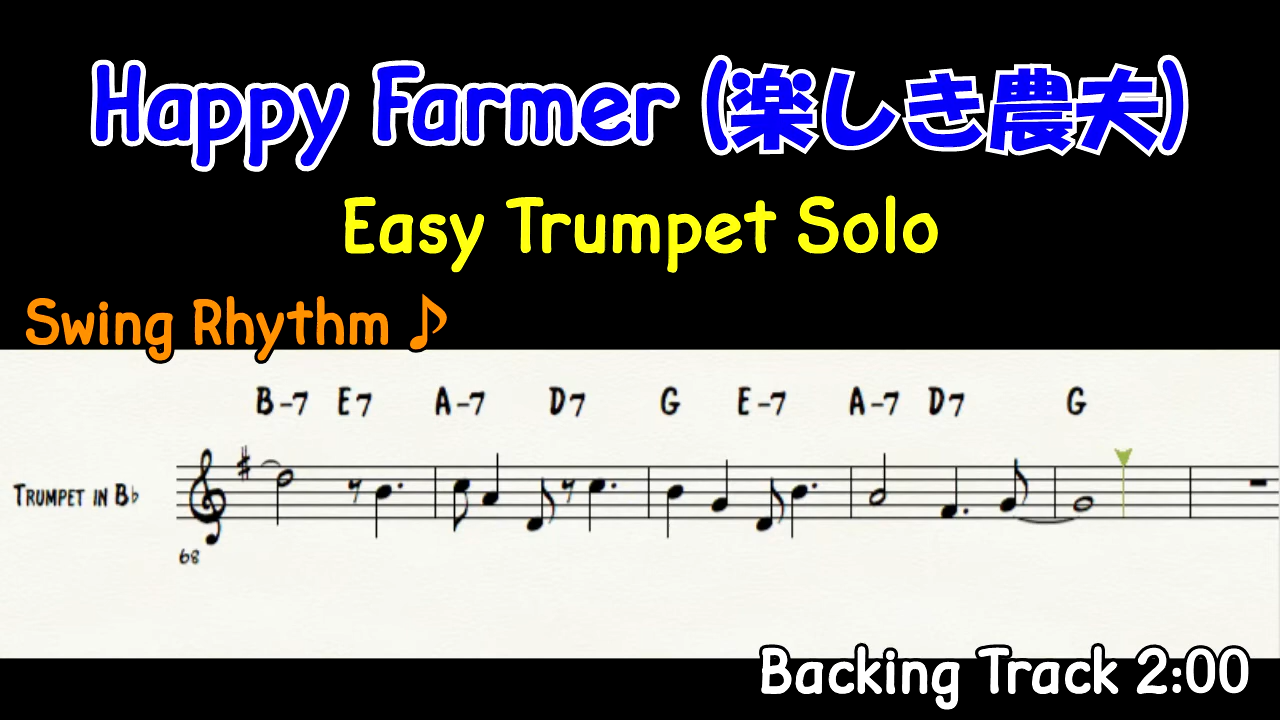 Happy Farmer (楽しき農夫)
Easy Trumpet Solo
Swing Rhythm ♪
B-7 E7 A-7 D7 G E-7 A-7 D7 G
Trumpet in B♭
68
Backing Track 2:00